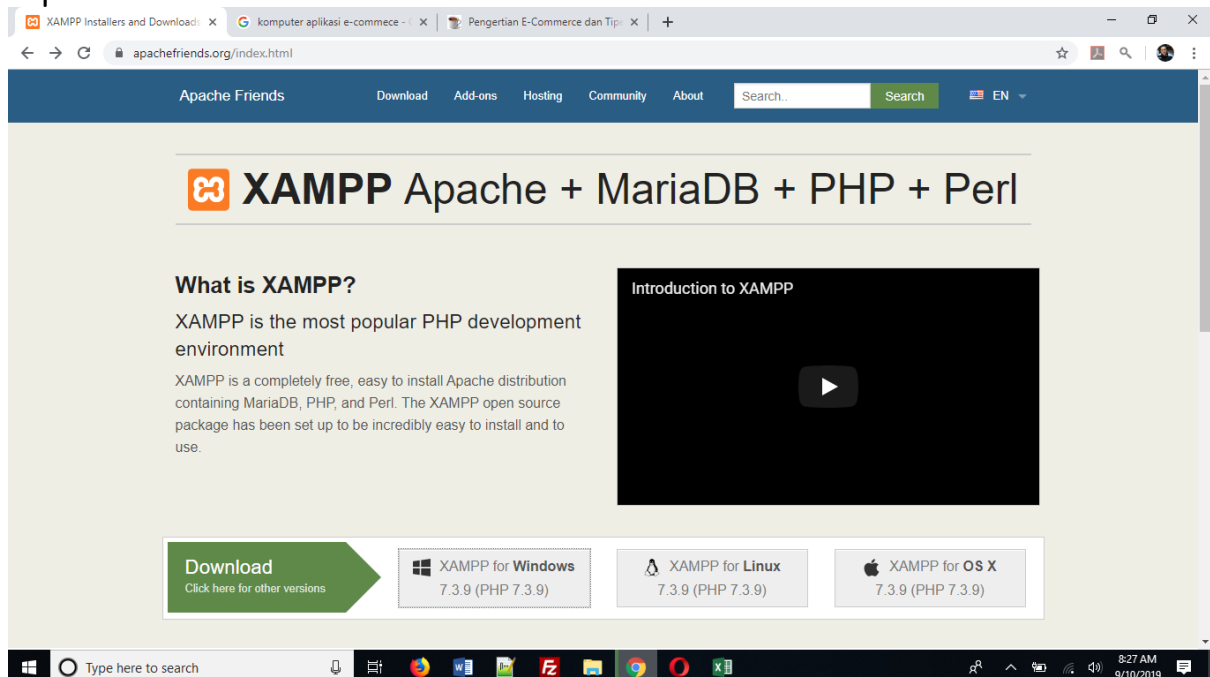 XAMPP Installers and Downloads
komputer aplikasi e-commece -
Pengertian E-Commerce dan Tip
apachefriends.org/index.html
Apache Friends Download Add-ons Hosting Community About Search.. Search EN
XAMPP Apache + MariaDB + PHP + Perl
What is XAMPP?
XAMPP is the most popular PHP development
environment
XAMPP is a completely free, easy to install Apache distribution
containing MariaDB, PHP, and Perl. The XAMPP open source
package has been set up to be incredibly easy to install and to
use.
Introduction to XAMPP
Download
Click here for other versions
XAMPP for Windows
7.3.9 (PHP 7.3.9)
XAMPP for Linux
7.3.9 (PHP 7.3.9)
XAMPP for OS X
7.3.9 (PHP 7.3.9)
Type here to search
8:27 AM
9/10/2019